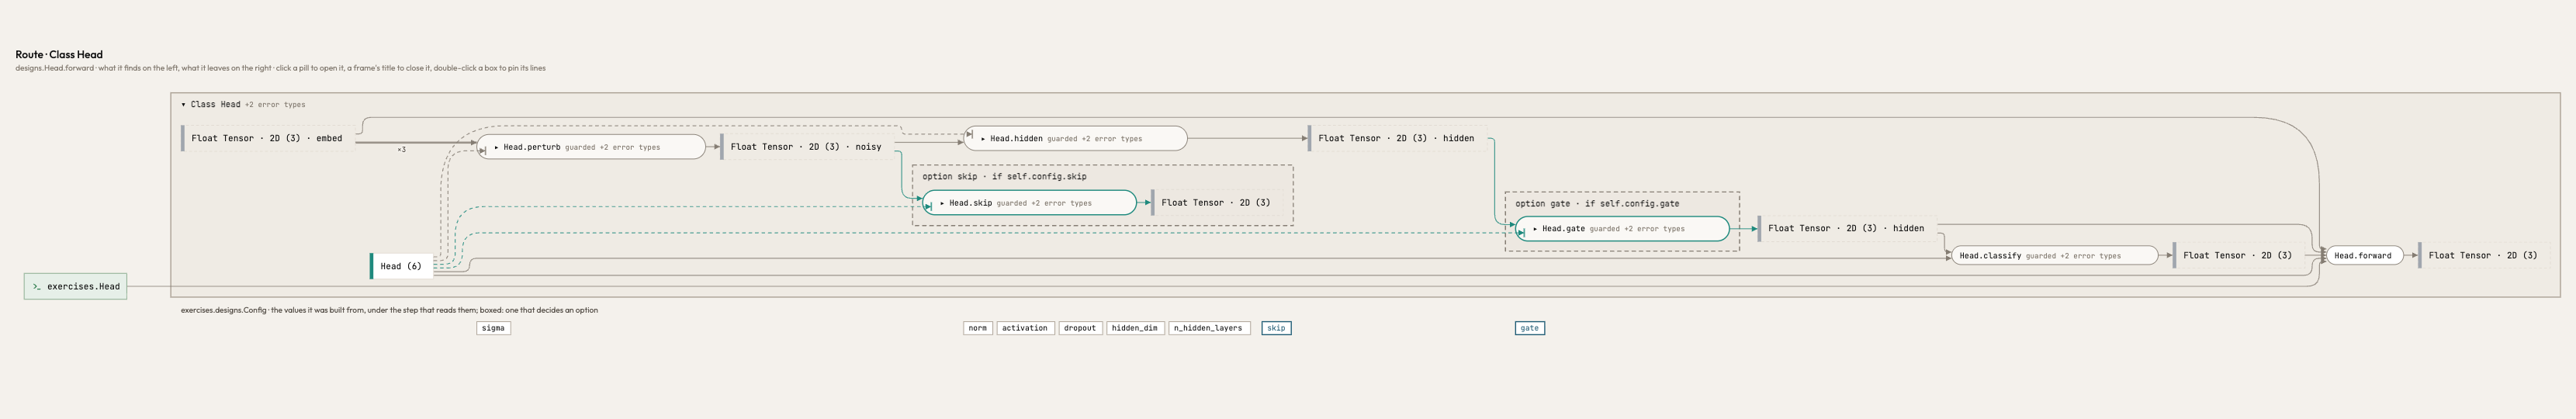 Route · Class Head
designs.Head.forward · what it finds on the left, what it leaves on the right · click a pill to open it, a frame's title to close it, double-click a box to pin its lines
▾ Class Head +2 error types
Float Tensor · 2D (3) · embed
×3
▸ Head.perturb guarded +2 error types
Float Tensor · 2D (3) · noisy
▸ Head.hidden guarded +2 error types
Float Tensor · 2D (3) · hidden
option skip · if self.config.skip
▸ Head.skip guarded +2 error types
Float Tensor · 2D (3)
option gate · if self.config.gate
▸ Head.gate guarded +2 error types
Float Tensor · 2D (3) · hidden
Head (6)
Head.classify guarded +2 error types
Float Tensor · 2D (3)
Head.forward
Float Tensor · 2D (3)
>_ exercises.Head
exercises.designs.Config · the values it was built from, under the step that reads them; boxed: one that decides an option
sigma
norm
activation
dropout
hidden_dim
n_hidden_layers
skip
gate